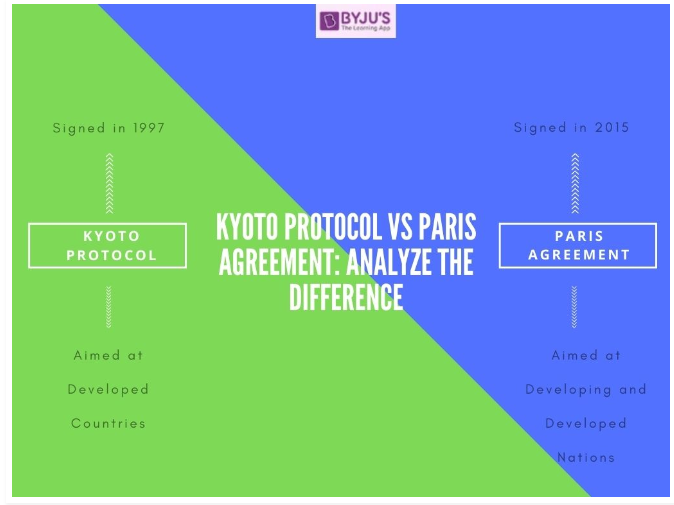 BYJU'S
The Learning App
Signed in 1997
Signed in 2015
KYOTO
PROTOCOL
KYOTO PROTOCOL VS PARIS
AGREEMENT: ANALYZE THE
DIFFERENCE
PARIS
AGREEMENT
Aimed at
Developed
Countries
Aimed at
Developing and
Developed
Nations